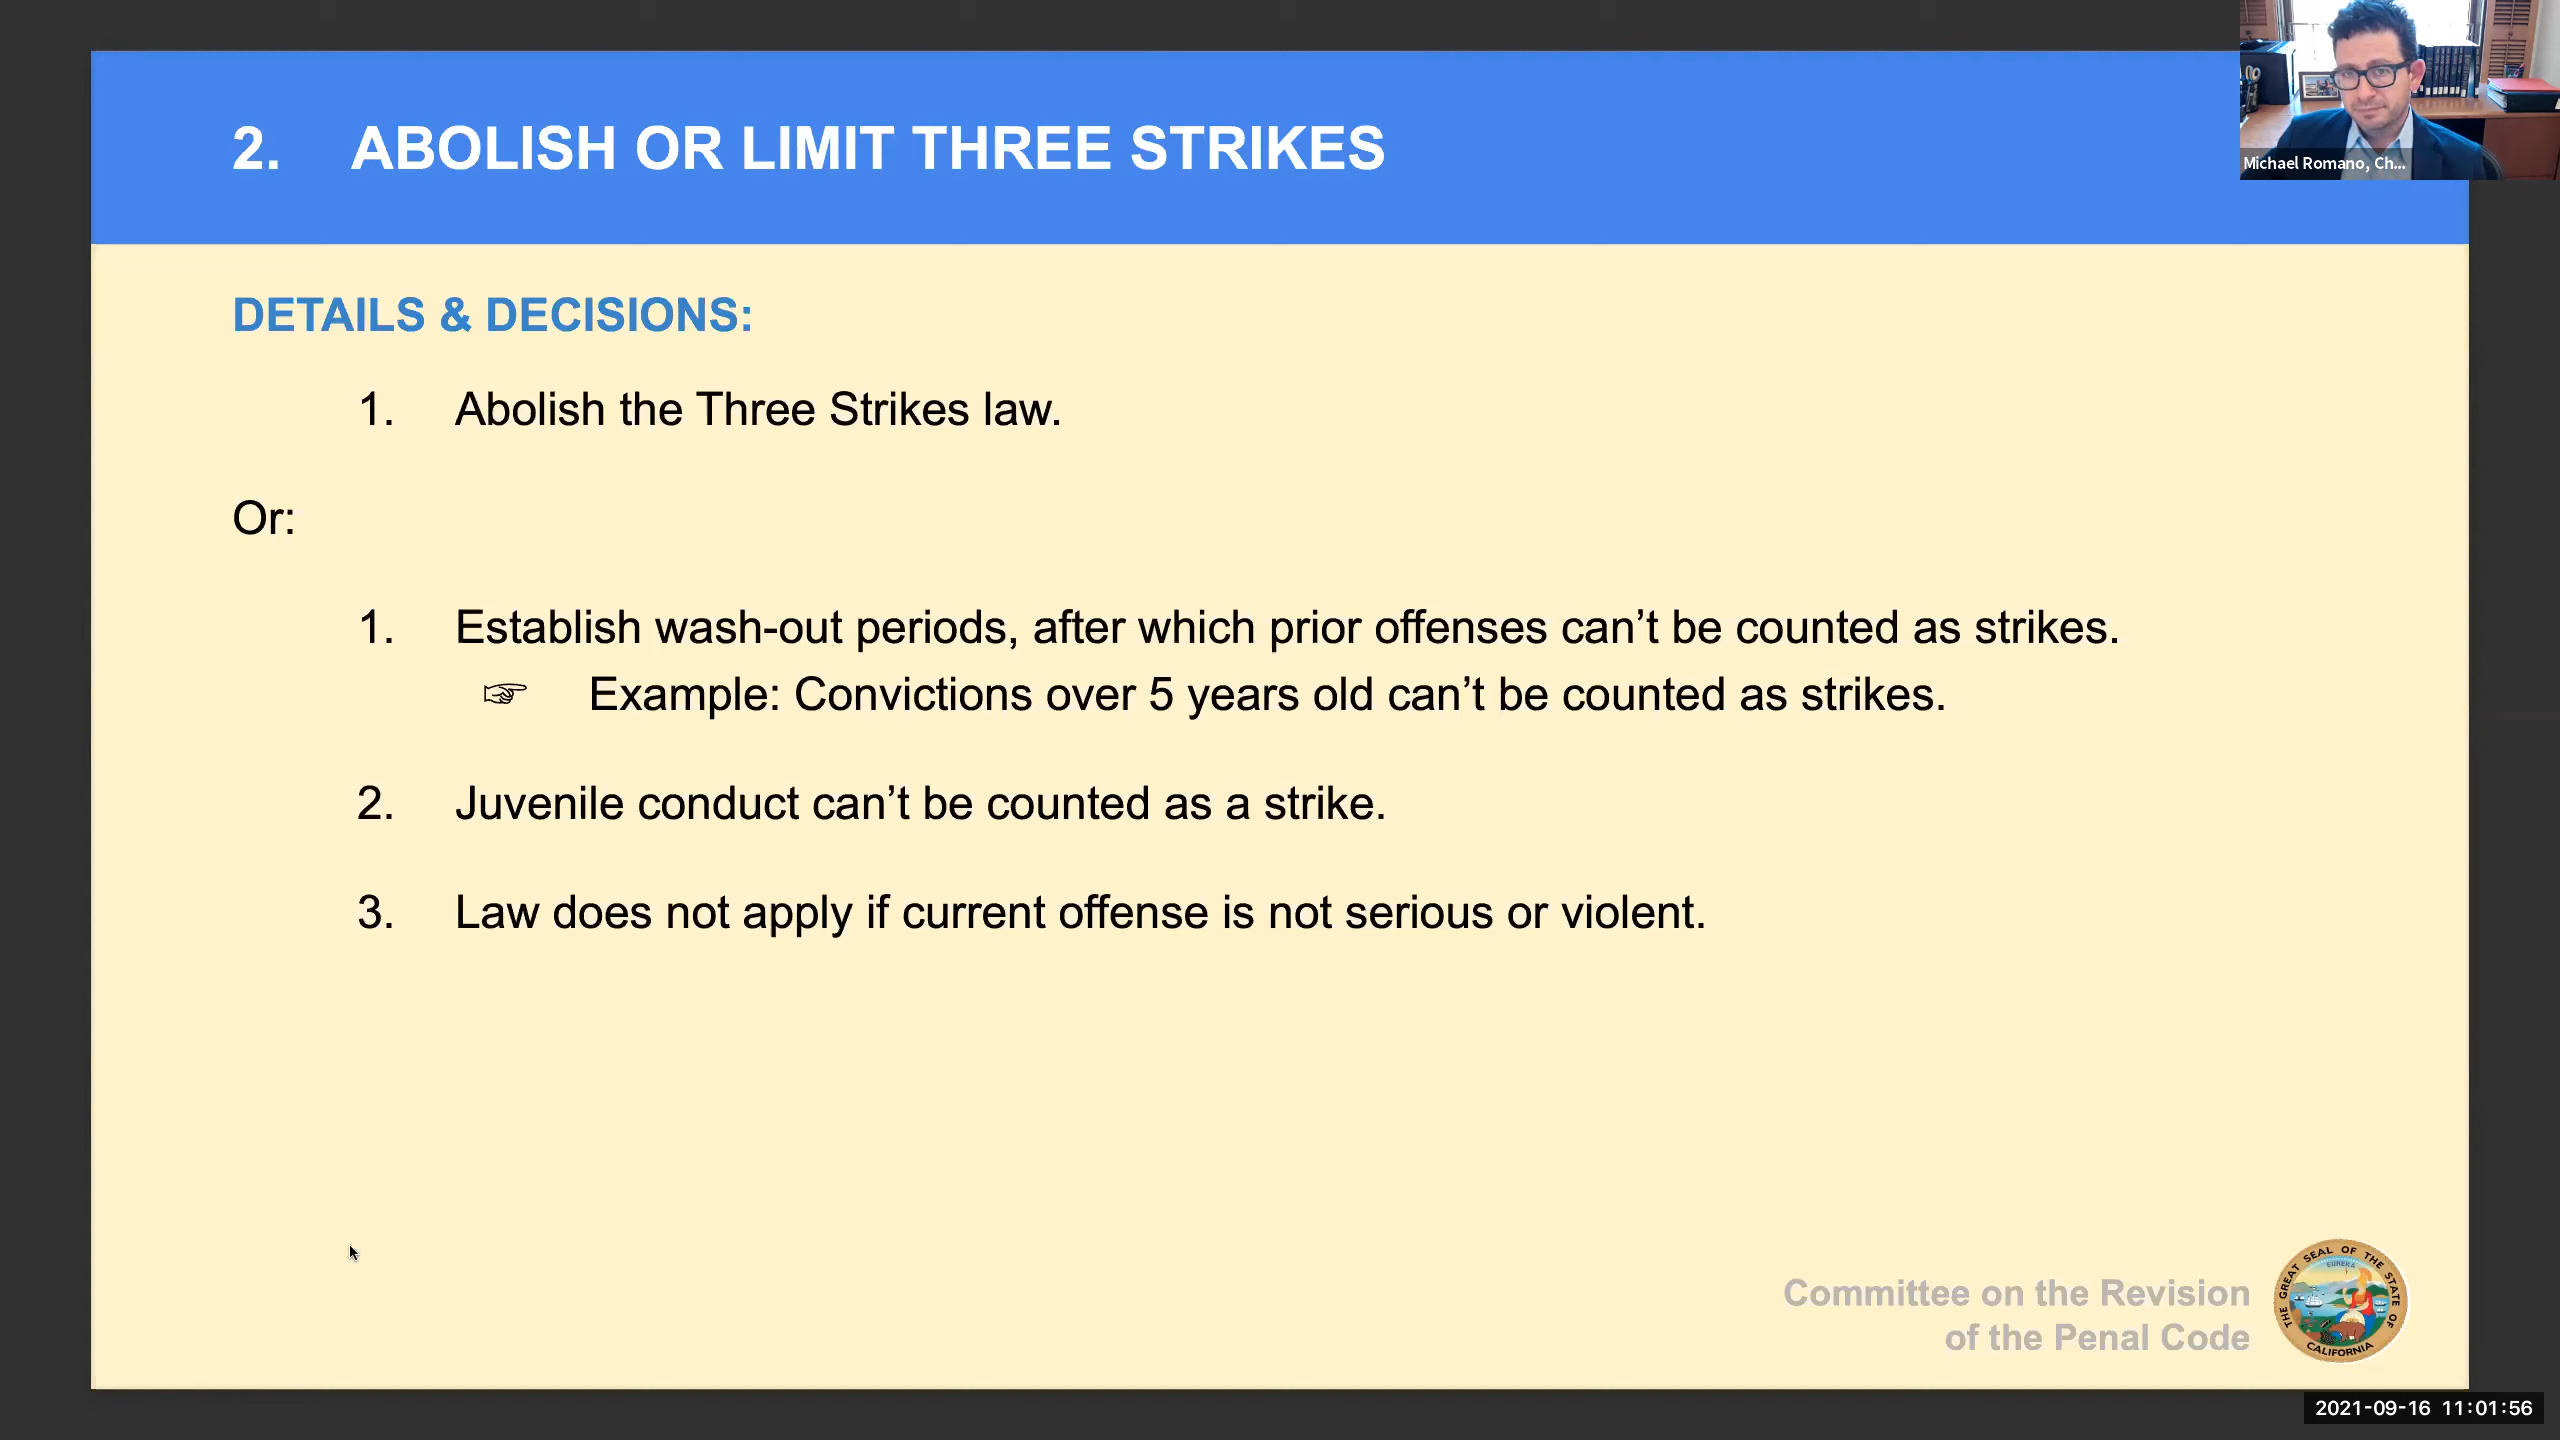 2. ABOLISH OR LIMIT THREE STRIKES
Michael Romano, Ch...
DETAILS & DECISIONS:
1. Abolish the Three Strikes law.
Or:
1. Establish wash-out periods, after which prior offenses can’t be counted as strikes.
☞ Example: Convictions over 5 years old can’t be counted as strikes.
2. Juvenile conduct can’t be counted as a strike.
3. Law does not apply if current offense is not serious or violent.
Committee on the Revision
of the Penal Code
THE GREAT SEAL OF THE STATE OF CALIFORNIA
EUREKA
2021-09-16 11:01:56